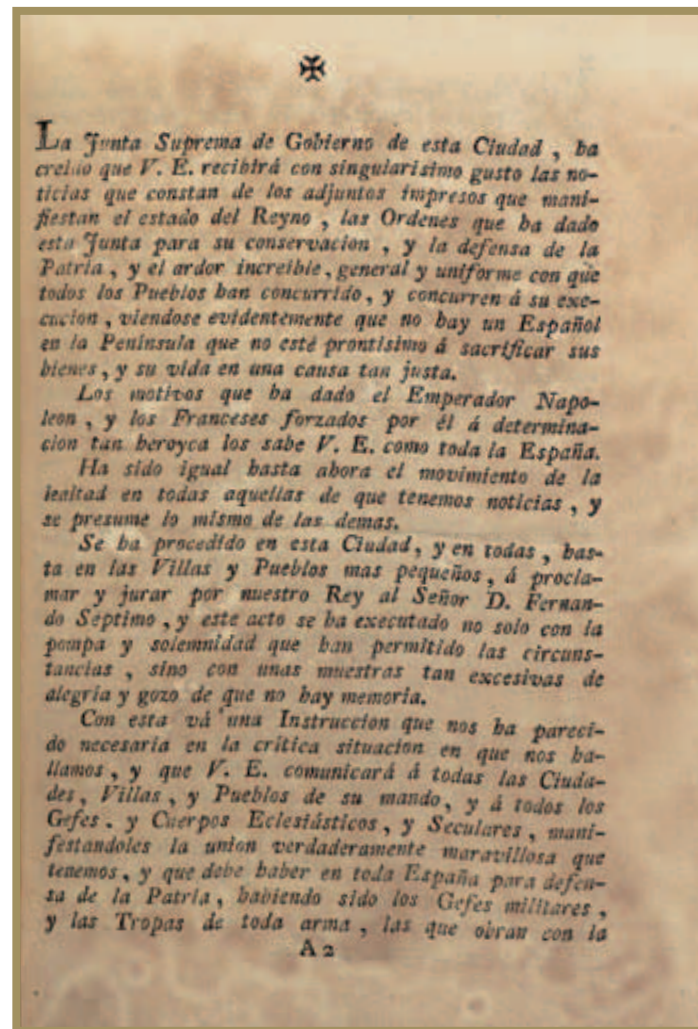 La Junta Suprema de Gobierno de esta Ciudad, ha
creido que V. E. recibirá con singularisimo gusto las no-
ticias que constan de los adjuntos impresos que mani-
fiestan el estado del Reyno, las Ordenes que ha dado
esta Junta para su conservacion, y la defensa de la
Patria, y el ardor increible, general y uniforme con que
todos los Pueblos han concurrido, y concurren á su exe-
cucion, viendose evidentemente que no hay un Español
en la Peninsula que no esté prontisimo á sacrificar sus
bienes, y su vida en una causa tan justa.
Los motivos que ha dado el Emperador Napo-
leon, y los Franceses forzados por él á determina-
cion tan heroyca los sabe V. E. como toda la España.
Ha sido igual hasta ahora el movimiento de la
lealtad en todas aquellas de que tenemos noticias, y
se presume lo mismo de las demas.
Se ha procedido en esta Ciudad, y en todas, has-
ta en las Villas y Pueblos mas pequeños, á procla-
mar y jurar por nuestro Rey al Señor D. Fernan-
do Septimo, y este acto se ha executado no solo con la
pompa y solemnidad que han permitido las circuns-
tancias, sino con unas muestras tan excesivas de
alegria y gozo de que no hay memoria.
Con esta vá una Instruccion que nos ha pareci-
do necesaria en la crítica situacion en que nos ha-
llamos, y que V. E. comunicará á todas las Ciuda-
des, Villas, y Pueblos de su mando, y á todos los
Gefes. y Cuerpos Eclesiásticos, y Seculares, mani-
festandoles la union verdaderamente maravillosa que
tenemos, y que debe haber en toda España para defen-
sa de la Patria, habiendo sido los Gefes militares,
y las Tropas de toda arma, las que obran con la
A 2